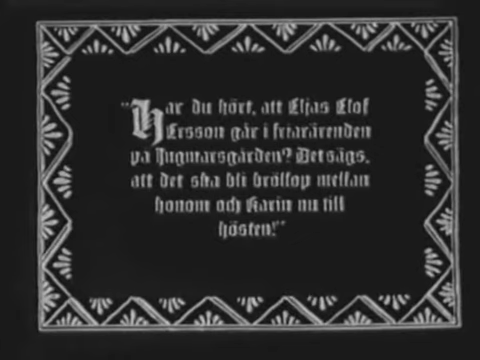 "Har du hört, att Eljas Elof
Ersson går i friarärenden
på Ingmarsgården? Det sägs,
att det ska bli bröllop mellan
honom och Karin nu till
hösten!"